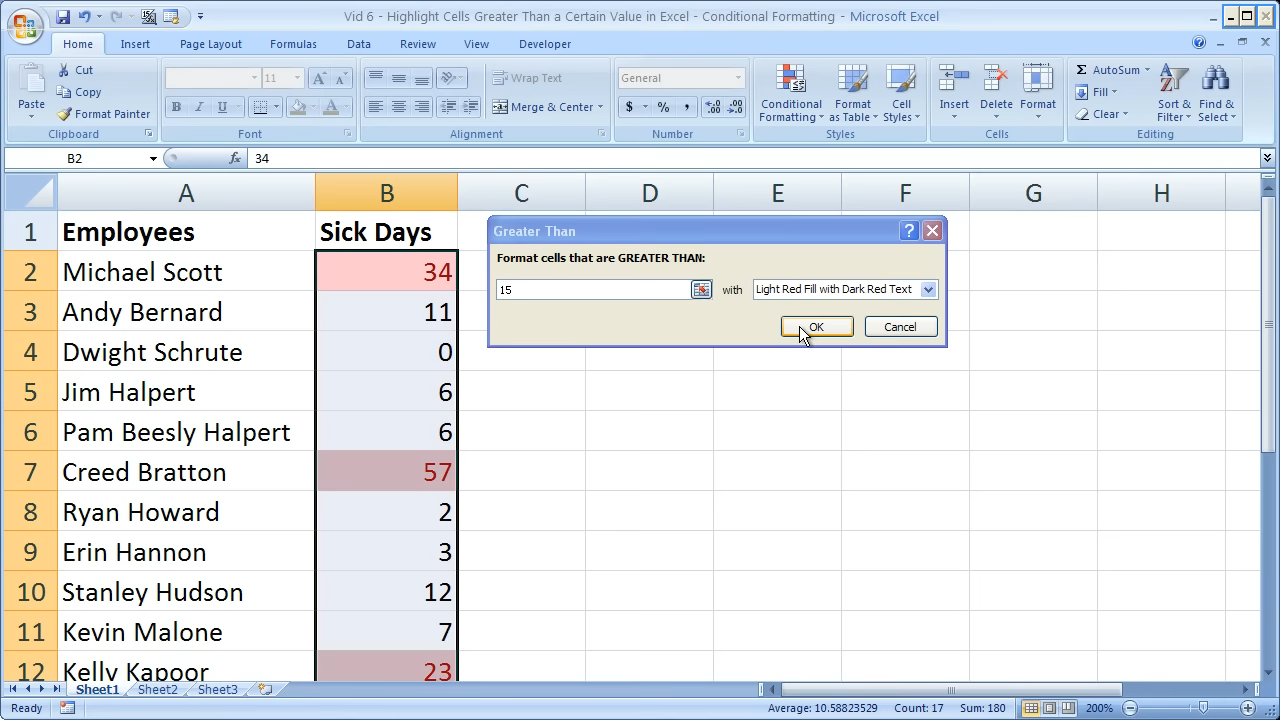 Vid 6 - Highlight Cells Greater Than a Certain Value in Excel - Conditional Formatting - Microsoft Excel
Home Insert Page Layout Formulas Data Review View Developer
Paste
Cut
Copy
Format Painter
Clipboard
11
B I U
Font
Wrap Text
Merge & Center
Alignment
General
$ % ,
Number
Conditional Formatting
Format as Table
Cell Styles
Styles
Insert Delete Format
Cells
Σ AutoSum
Fill
Clear
Sort & Filter
Find & Select
Editing
B2 fx 34
A B C D E F G H
1 Employees Sick Days
2 Michael Scott 34
3 Andy Bernard 11
4 Dwight Schrute 0
5 Jim Halpert 6
6 Pam Beesly Halpert 6
7 Creed Bratton 57
8 Ryan Howard 2
9 Erin Hannon 3
10 Stanley Hudson 12
11 Kevin Malone 7
12 Kelly Kapoor 23
Greater Than
Format cells that are GREATER THAN:
15 with Light Red Fill with Dark Red Text
OK Cancel
Sheet1 Sheet2 Sheet3
Ready Average: 10.58823529 Count: 17 Sum: 180 200%